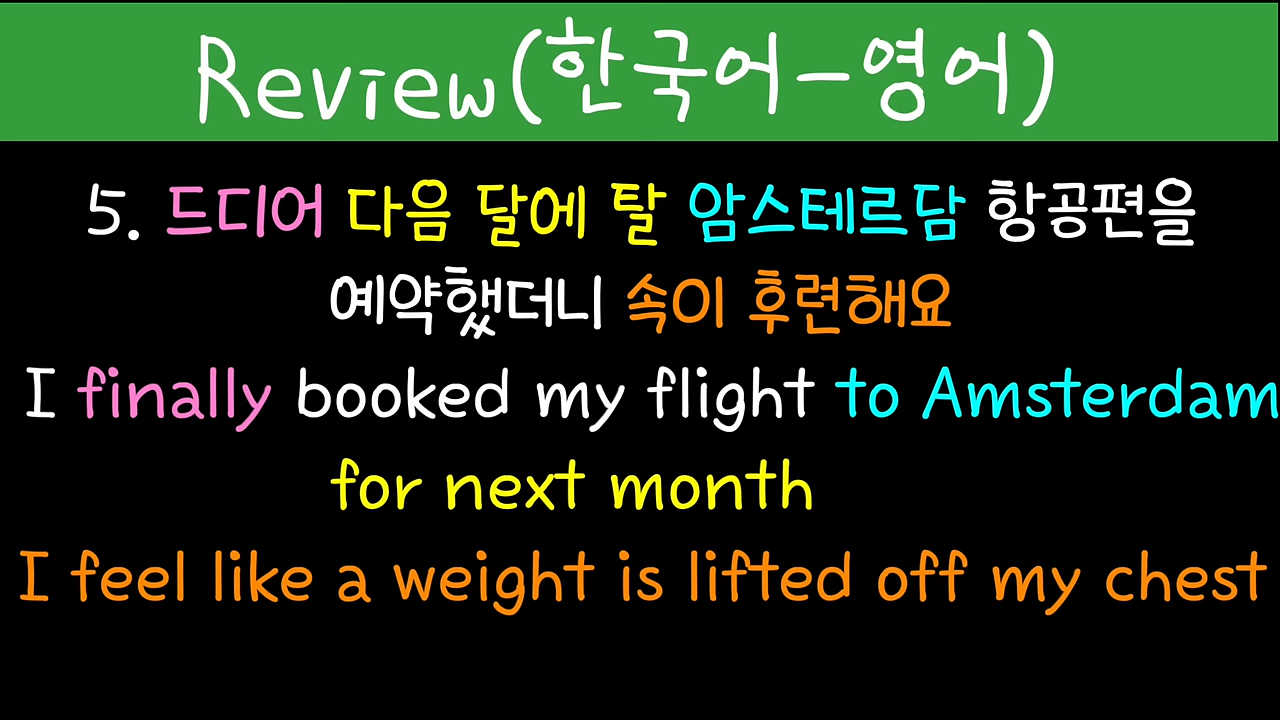 Review(한국어-영어)
5. 드디어 다음 달에 탈 암스테르담 항공편을
예약했더니 속이 후련해요
I finally booked my flight to Amsterdam
for next month
I feel like a weight is lifted off my chest